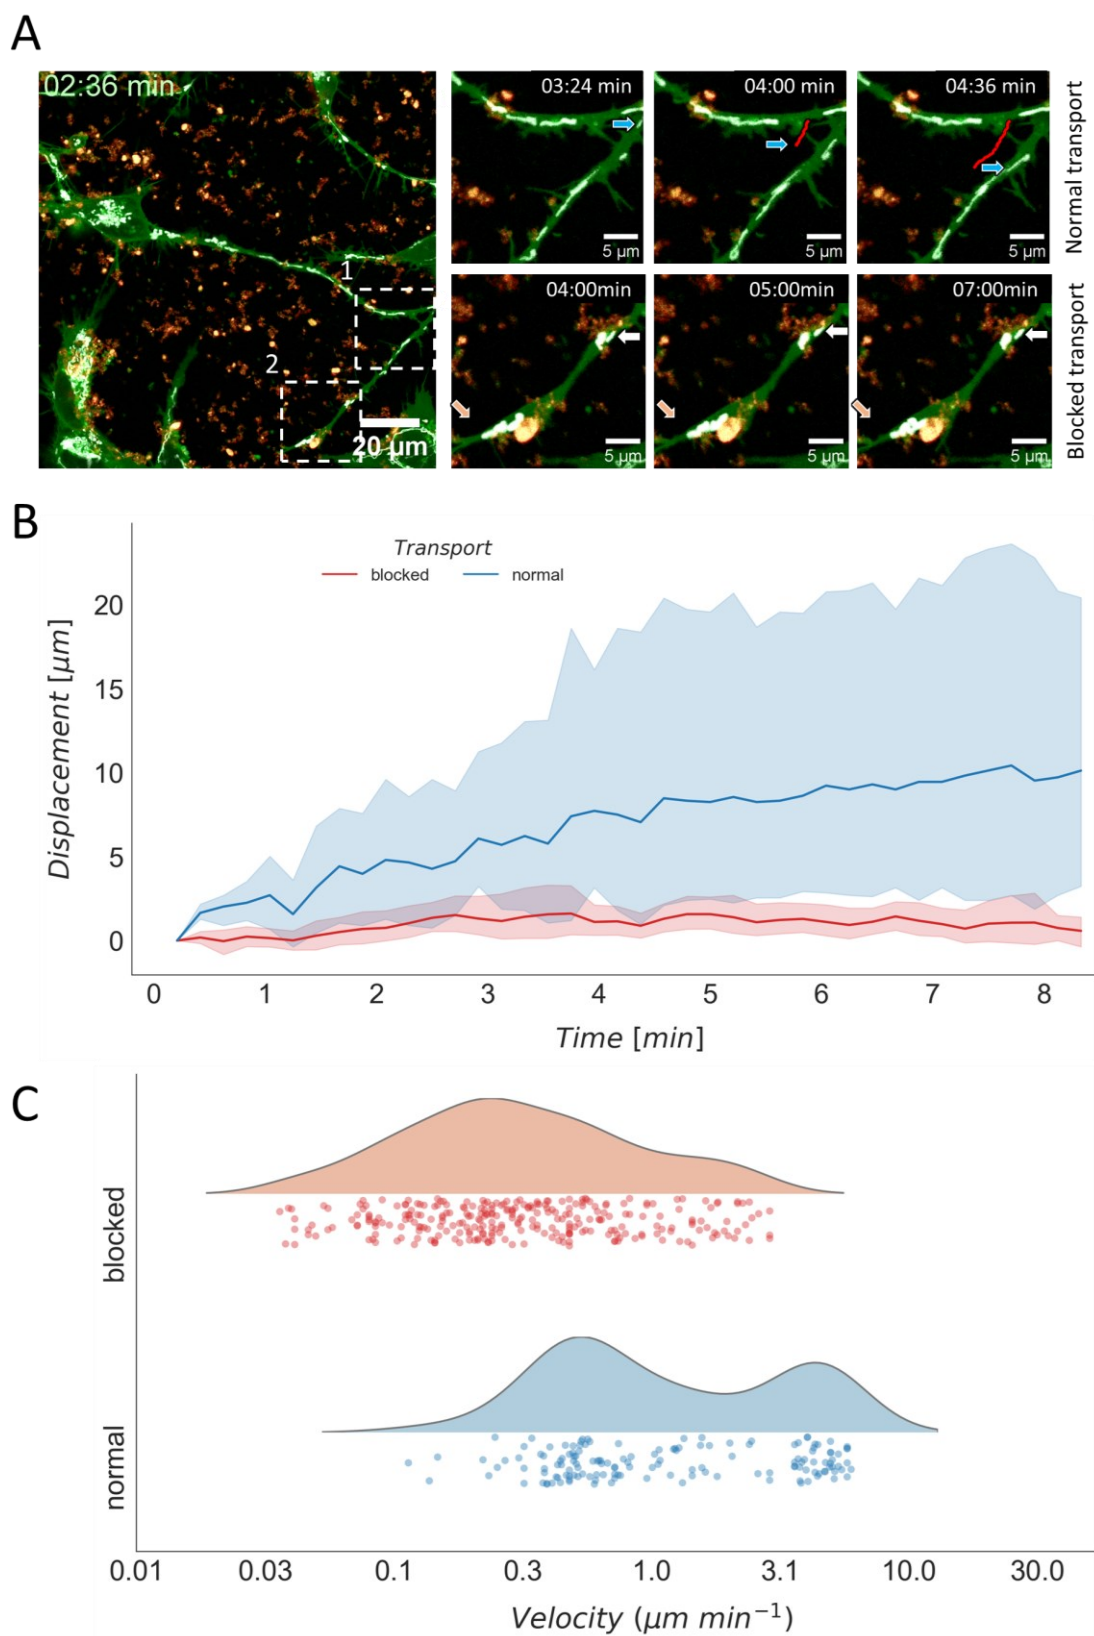 A
02:36 min
1
2
20 µm
03:24 min
5 µm
04:00 min
5 µm
04:36 min
5 µm
Normal transport
04:00min
5 µm
05:00min
5 µm
07:00min
5 µm
Blocked transport
B
Transport
blocked
normal
Displacement [µm]
20
15
10
5
0
0 1 2 3 4 5 6 7 8
Time [min]
C
blocked
normal
0.01 0.03 0.1 0.3 1.0 3.1 10.0 30.0
Velocity (µm min⁻¹)